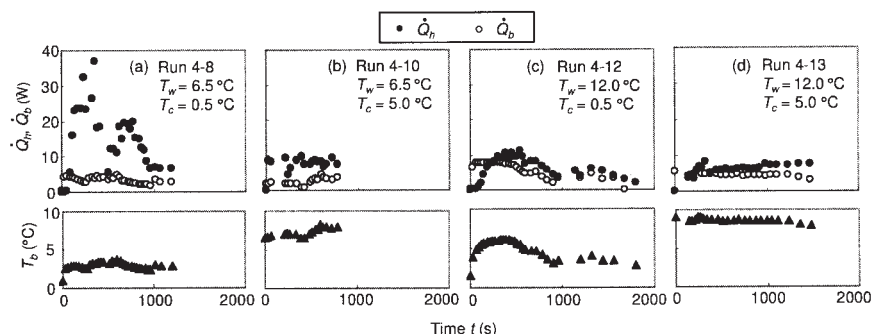 Q̇h Q̇b
Q̇h, Q̇b (W)
50
40
30
20
10
0
(a) Run 4-8
Tw = 6.5 °C
Tc = 0.5 °C
(b) Run 4-10
Tw = 6.5 °C
Tc = 5.0 °C
(c) Run 4-12
Tw = 12.0 °C
Tc = 0.5 °C
(d) Run 4-13
Tw = 12.0 °C
Tc = 5.0 °C
Tb (°C)
10
5
0
0 1000 2000
0 1000 2000
0 1000 2000
0 1000 2000
Time t (s)